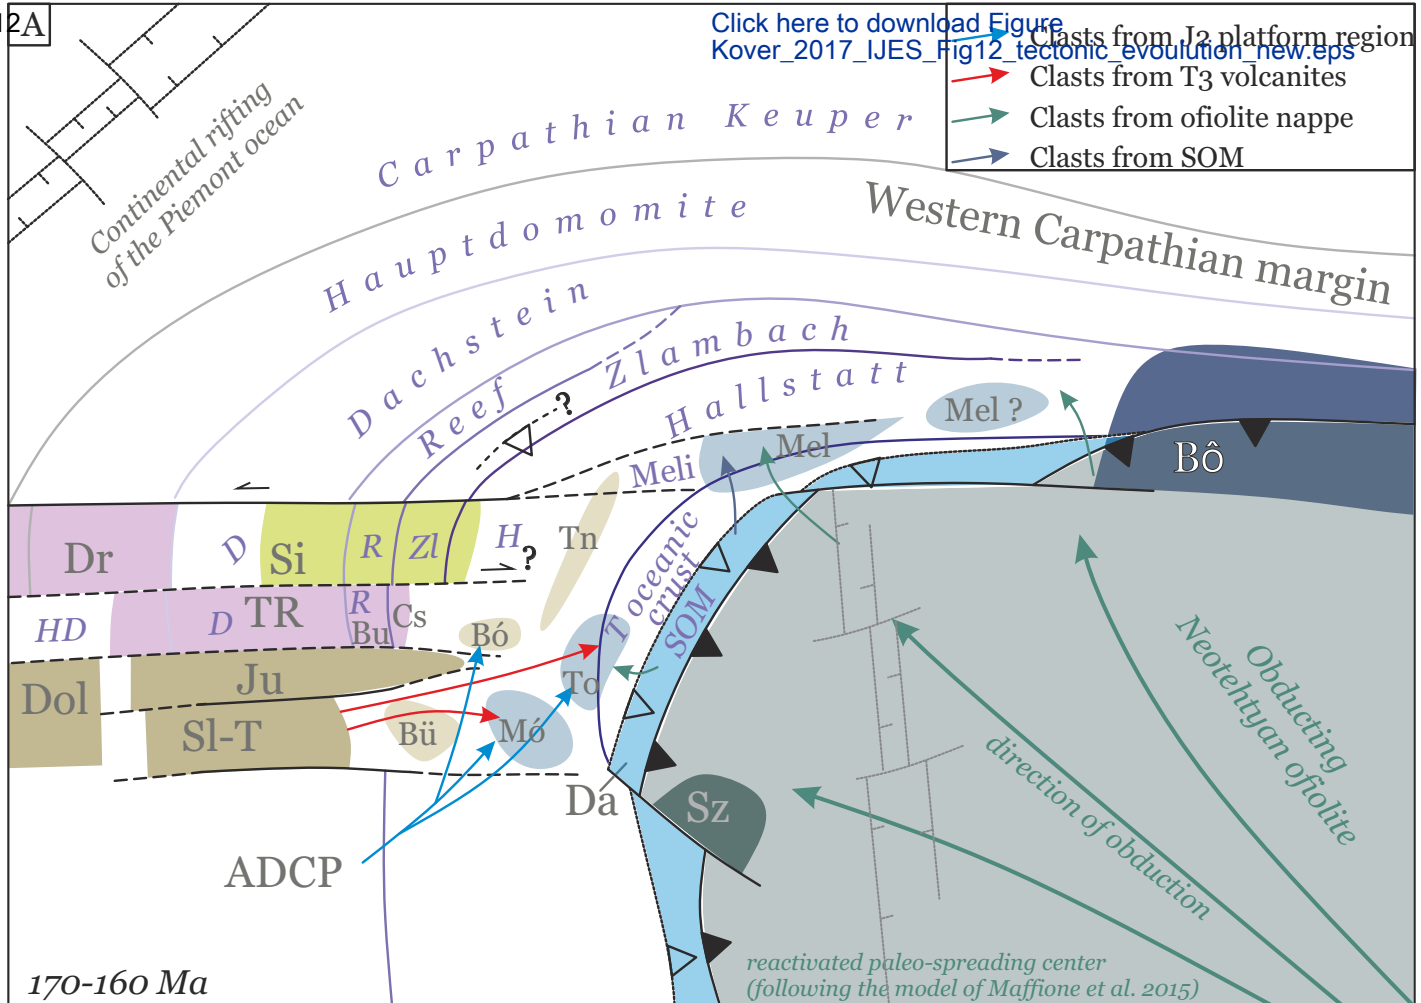 12A
Click here to download Figure
Kover_2017_IJES_Fig12_tectonic_evoulution_new.eps
Clasts from J2 platform region
Clasts from T3 volcanites
Clasts from ofiolite nappe
Clasts from SOM
Continental rifting
of the Piemont ocean
Carpathian Keuper
Western Carpathian margin
Hauptdomomite
Dachstein
Reef
Zlambach
?
Hallstatt
Mel ?
Meli
Mel
Bô
Dr
D
Si
R
Zl
H
?
Tn
T oceanic
crust
SOM
HD
D
TR
R
Bu
Cs
Bó
Dol
Ju
To
Sl-T
Bü
Mó
Da
Sz
ADCP
Obducting
Neotehtyan ofiolite
direction of obduction
170-160 Ma
reactivated paleo-spreading center
(following the model of Maffione et al. 2015)